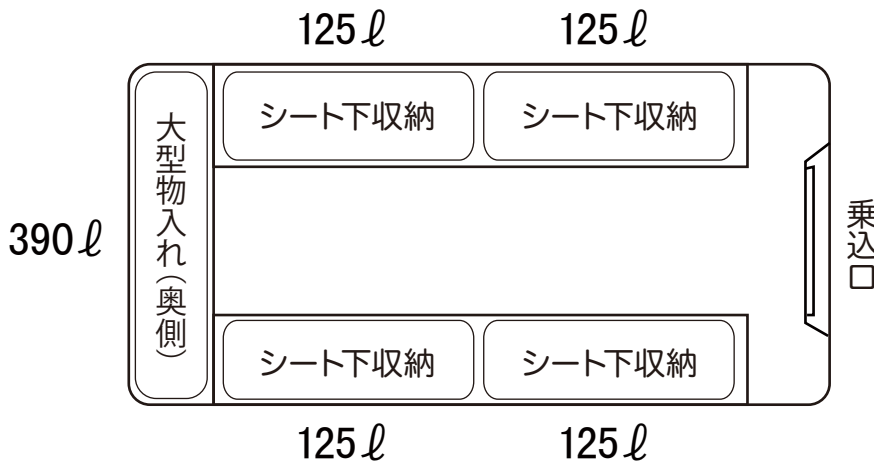 125ℓ 125ℓ
シート下収納 シート下収納
大型物入れ(奥側)
390ℓ
乗込口
シート下収納 シート下収納
125ℓ 125ℓ